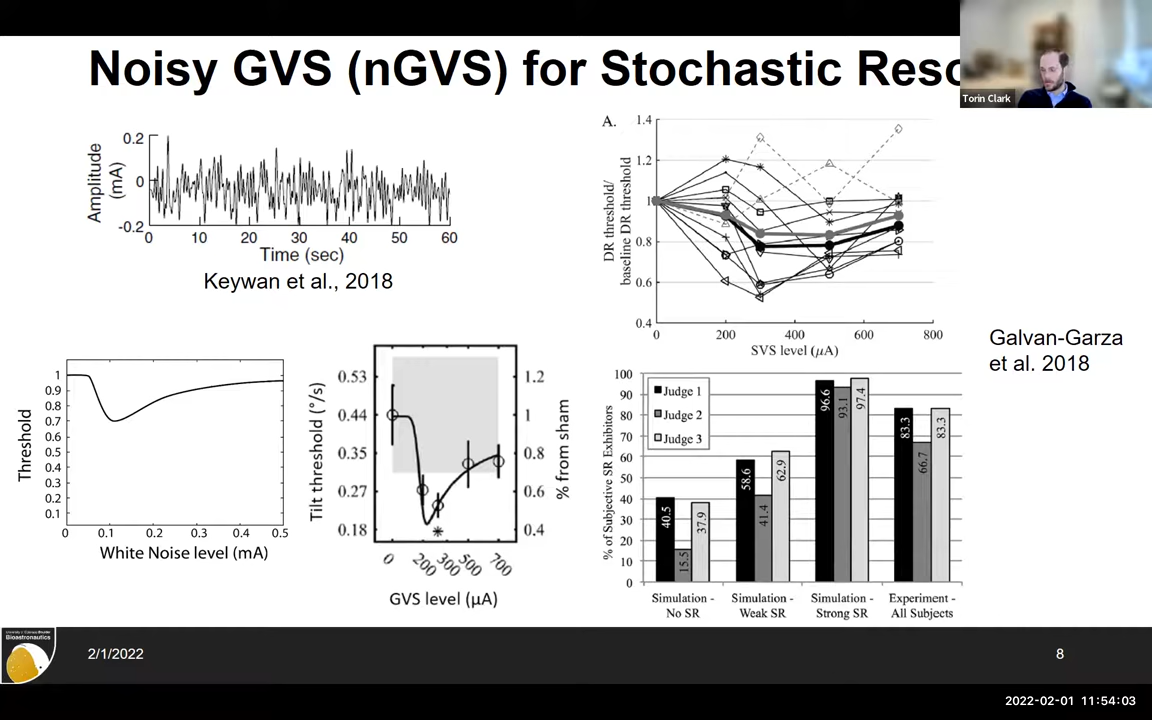 Noisy GVS (nGVS) for Stochastic Reso
Torin Clark
Amplitude
(mA)
0.2
0
-0.2
0 10 20 30 40 50 60
Time (sec)
Keywan et al., 2018
A.
DR threshold/
baseline DR threshold
1.4
1.2
1
0.8
0.6
0.4
0 200 400 600 800
SVS level (μA)
Galvan-Garza
et al. 2018
Threshold
1
0.9
0.8
0.7
0.6
0.5
0.4
0.3
0.2
0.1
0 0.1 0.2 0.3 0.4 0.5
White Noise level (mA)
Tilt threshold (°/s)
0.53
0.44
0.35
0.27
0.18
1.2
1
0.8
0.6
0.4
% from sham
*
0 200 300 500 700
GVS level (μA)
% of Subjective SR Exhibitors
100
90
80
70
60
50
40
30
20
10
0
Judge 1
Judge 2
Judge 3
40.5 15.5 37.9
58.6 41.4 62.9
96.6 93.1 97.4
83.3 66.7 83.3
Simulation - No SR
Simulation - Weak SR
Simulation - Strong SR
Experiment - All Subjects
University of Colorado Boulder
Bioastronautics
2/1/2022
8
2022-02-01 11:54:03